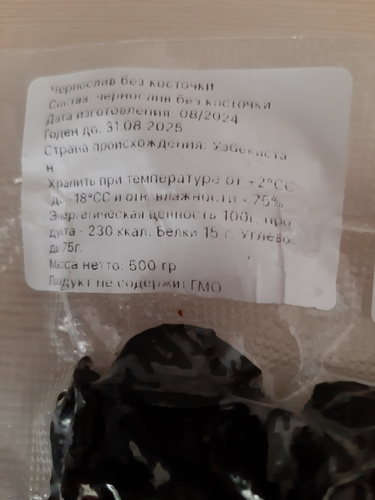 Чернослив без косточки
Состав: чернослив без косточки
Дата изготовления 08/2024
Годен до: 31.08.2025
Страна происхождения: Узбекиста
н
Хранить при температуре от +2°СС
до -18°СС и отн. влажности - 75%
Энергетическая ценность 100г. про
дукта - 230 ккал. Белки 15 г. Углево
ды 75г.
Масса нетто: 500 гр
Продукт не содержит ГМО